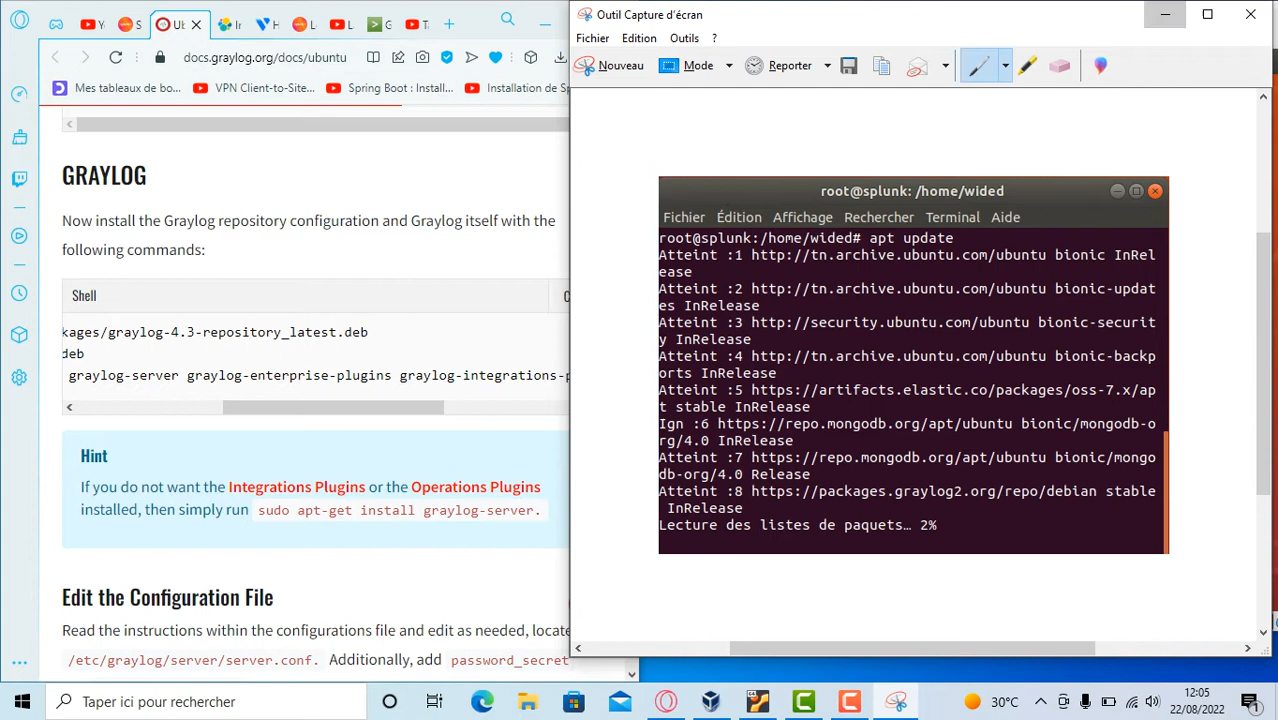 Y
S
Ub
In
H
L
L
G
T
docs.graylog.org/docs/ubuntu
Mes tableaux de bo...
VPN Client-to-Site...
Spring Boot : Install...
Installation de S
GRAYLOG
Now install the Graylog repository configuration and Graylog itself with the
following commands:
Shell
C
kages/graylog-4.3-repository_latest.deb
deb
graylog-server graylog-enterprise-plugins graylog-integrations-p
Hint
If you do not want the Integrations Plugins or the Operations Plugins
installed, then simply run sudo apt-get install graylog-server.
Edit the Configuration File
Read the instructions within the configurations file and edit as needed, locate
/etc/graylog/server/server.conf. Additionally, add password_secret
Outil Capture d'écran
Fichier Edition Outils ?
Nouveau Mode Reporter
root@splunk: /home/wided
Fichier Édition Affichage Rechercher Terminal Aide
root@splunk:/home/wided# apt update
Atteint :1 http://tn.archive.ubuntu.com/ubuntu bionic InRel
ease
Atteint :2 http://tn.archive.ubuntu.com/ubuntu bionic-updat
es InRelease
Atteint :3 http://security.ubuntu.com/ubuntu bionic-securit
y InRelease
Atteint :4 http://tn.archive.ubuntu.com/ubuntu bionic-backp
orts InRelease
Atteint :5 https://artifacts.elastic.co/packages/oss-7.x/ap
t stable InRelease
Ign :6 https://repo.mongodb.org/apt/ubuntu bionic/mongodb-o
rg/4.0 InRelease
Atteint :7 https://repo.mongodb.org/apt/ubuntu bionic/mongo
db-org/4.0 Release
Atteint :8 https://packages.graylog2.org/repo/debian stable
InRelease
Lecture des listes de paquets… 2%
Taper ici pour rechercher
30°C
12:05
22/08/2022
1